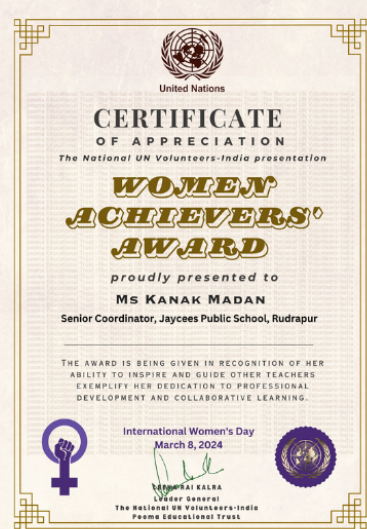 United Nations
CERTIFICATE
OF APPRECIATION
The National UN Volunteers-India presentation
WOMEN
ACHIEVERS'
AWARD
proudly presented to
MS KANAK MADAN
Senior Coordinator, Jaycees Public School, Rudrapur
THE AWARD IS BEING GIVEN IN RECOGNITION OF HER
ABILITY TO INSPIRE AND GUIDE OTHER TEACHERS
EXEMPLIFY HER DEDICATION TO PROFESSIONAL
DEVELOPMENT AND COLLABORATIVE LEARNING.
International Women's Day
March 8, 2024
RAI KALRA
Leader General
The National UN Volunteers-India
Pooma Educational Trust